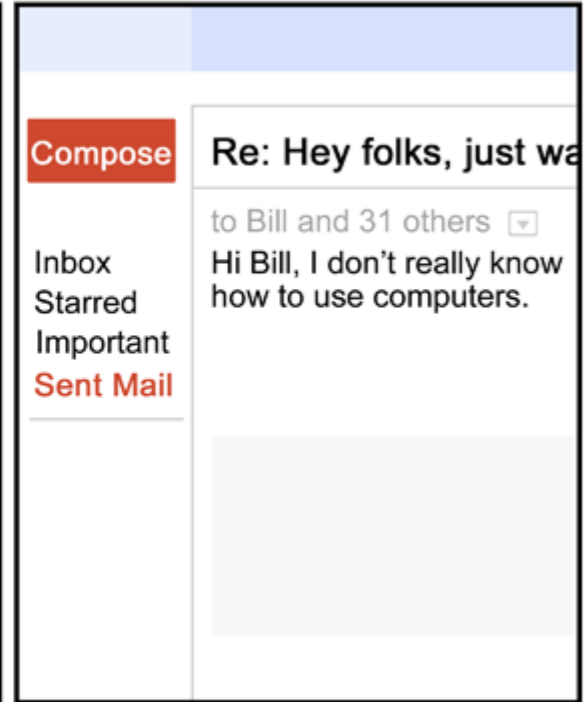 Compose
Re: Hey folks, just wa
to Bill and 31 others
Hi Bill, I don’t really know
how to use computers.
Inbox
Starred
Important
Sent Mail